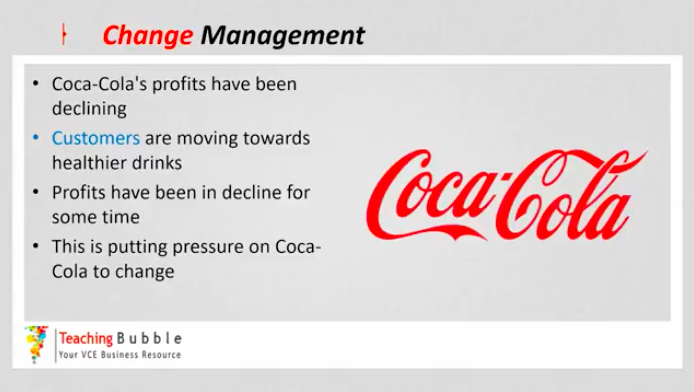 Change Management
• Coca-Cola's profits have been
declining
• Customers are moving towards
healthier drinks
• Profits have been in decline for
some time
• This is putting pressure on Coca-
Cola to change
Coca-Cola
Teaching Bubble
Your VCE Business Resource